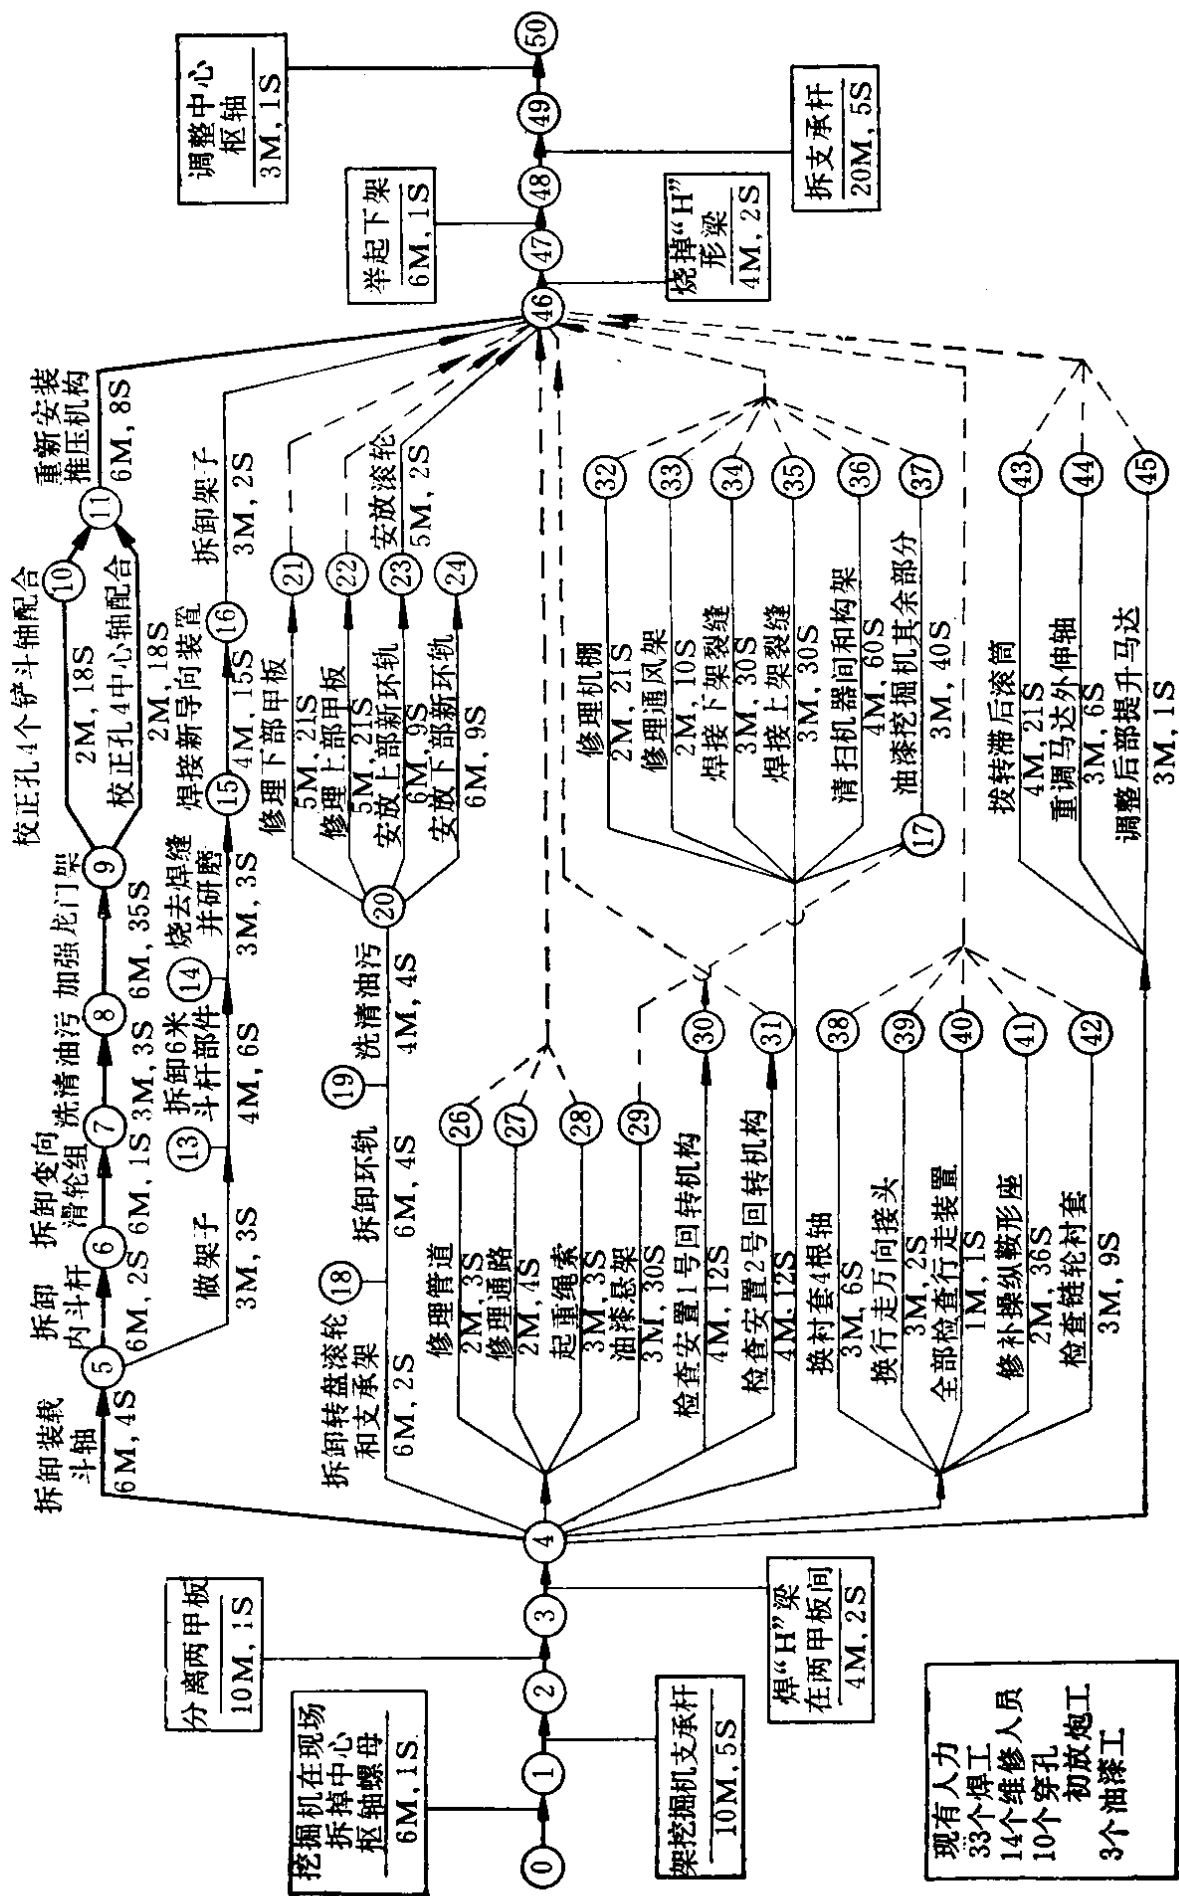 挖掘机在现场
拆掉中心
枢轴螺母
6M, 1S
架挖掘机支承杆
10M, 5S
分离两甲板
10M, 1S
焊“H”梁
在两甲板间
4M, 2S
现有人力
33个焊工
14个维修人员
10个穿孔
初放炮工
3个油漆工
0
1
2
3
4
拆卸装载
斗轴
6M, 4S
5
拆卸
内斗杆
6M, 2S
6
拆卸变向
滑轮组
6M, 1S
7
洗清油污
3M, 3S
8
加强龙门架
6M, 35S
9
校正孔4个铲斗轴配合
2M, 18S
10
校正孔4中心轴配合
2M, 18S
11
重新安装
推压机构
6M, 8S
做架子
3M, 3S
13
拆卸6米
斗杆部件
4M, 6S
14
烧去焊缝
并研磨
3M, 3S
15
焊接新导向装置
4M, 15S
16
拆卸架子
3M, 2S
拆卸转盘滚轮
和支承架
6M, 2S
18
拆卸环轨
6M, 4S
19
洗清油污
4M, 4S
20
修理下部甲板
5M, 21S
21
修理上部甲板
5M, 21S
22
安放上部新环轨
6M, 9S
23
安放滚轮
5M, 2S
安放下部新环轨
6M, 9S
24
修理管道
2M, 3S
26
修理通路
2M, 4S
27
起重绳索
3M, 3S
28
油漆悬架
3M, 30S
29
检查安置1号回转机构
4M, 12S
30
检查安置2号回转机构
4M, 12S
31
修理机棚
2M, 21S
32
修理通风架
2M, 10S
33
焊接下架裂缝
3M, 30S
34
焊接上架裂缝
3M, 30S
35
清扫机器间和构架
4M, 60S
36
17
油漆挖掘机其余部分
3M, 40S
37
换衬套4根轴
3M, 6S
38
换行走万向接头
3M, 2S
39
全部检查行走装置
1M, 1S
40
修补操纵鞍形座
2M, 36S
41
检查链轮衬套
3M, 9S
42
拨转滞后滚筒
4M, 21S
43
重调马达外伸轴
3M, 6S
44
调整后部提升马达
3M, 1S
45
46
烧掉“H”
形梁
4M, 2S
47
举起下架
6M, 1S
48
拆支承杆
20M, 5S
49
调整中心
枢轴
3M, 1S
50